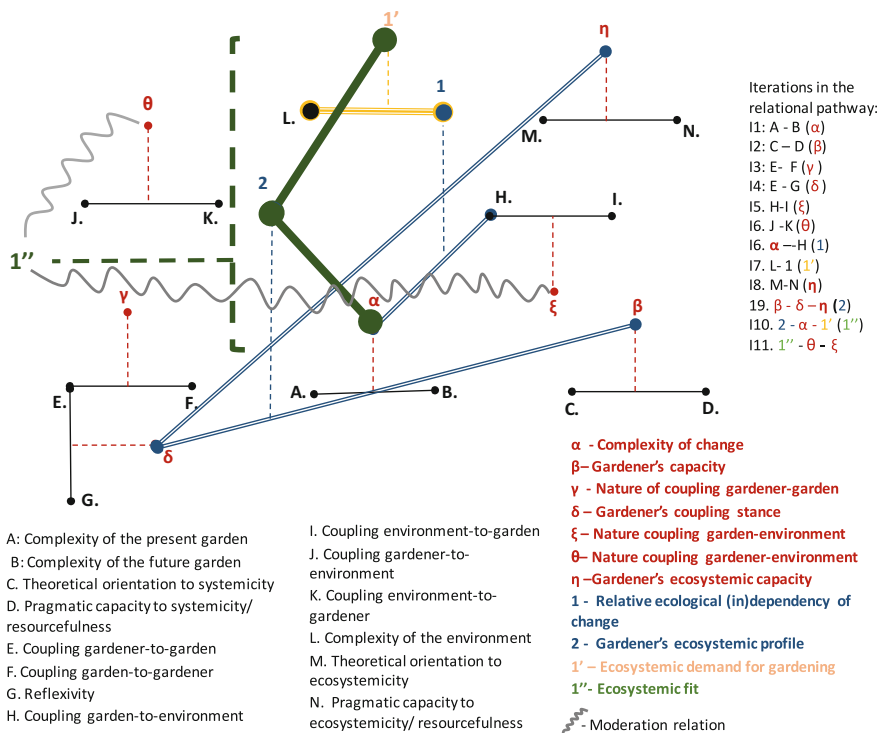 1’
η
θ
1
L.
M.
N.
2
H.
I.
J.
K.
1’’
α
ξ
γ
β
E.
F.
A.
B.
C.
D.
δ
G.
Iterations in the
relational pathway:
I1: A - B (α)
I2: C – D (β)
I3: E- F (γ )
I4: E - G (δ)
I5. H-I (ξ)
I6. J -K (θ)
I6. α –-H (1)
I7. L- 1 (1’)
I8. M-N (η)
19. β - δ – η (2)
I10. 2 - α - 1’ (1’’)
I11. 1’’ - θ – ξ
α - Complexity of change
β– Gardener’s capacity
γ - Nature of coupling gardener-garden
δ – Gardener’s coupling stance
ξ – Nature coupling garden-environment
θ– Nature coupling gardener-environment
η –Gardener’s ecosystemic capacity
1 - Relative ecological (in)dependency of
change
2 - Gardener’s ecosystemic profile
1’ – Ecosystemic demand for gardening
1’’- Ecosystemic fit
- Moderation relation
A: Complexity of the present garden
B: Complexity of the future garden
C. Theoretical orientation to systemicity
D. Pragmatic capacity to systemicity/
resourcefulness
E. Coupling gardener-to-garden
F. Coupling garden-to-gardener
G. Reflexivity
H. Coupling garden-to-environment
I. Coupling environment-to-garden
J. Coupling gardener-to-
environment
K. Coupling environment-to-
gardener
L. Complexity of the environment
M. Theoretical orientation to
ecosystemicity
N. Pragmatic capacity to
ecosystemicity/ resourcefulness